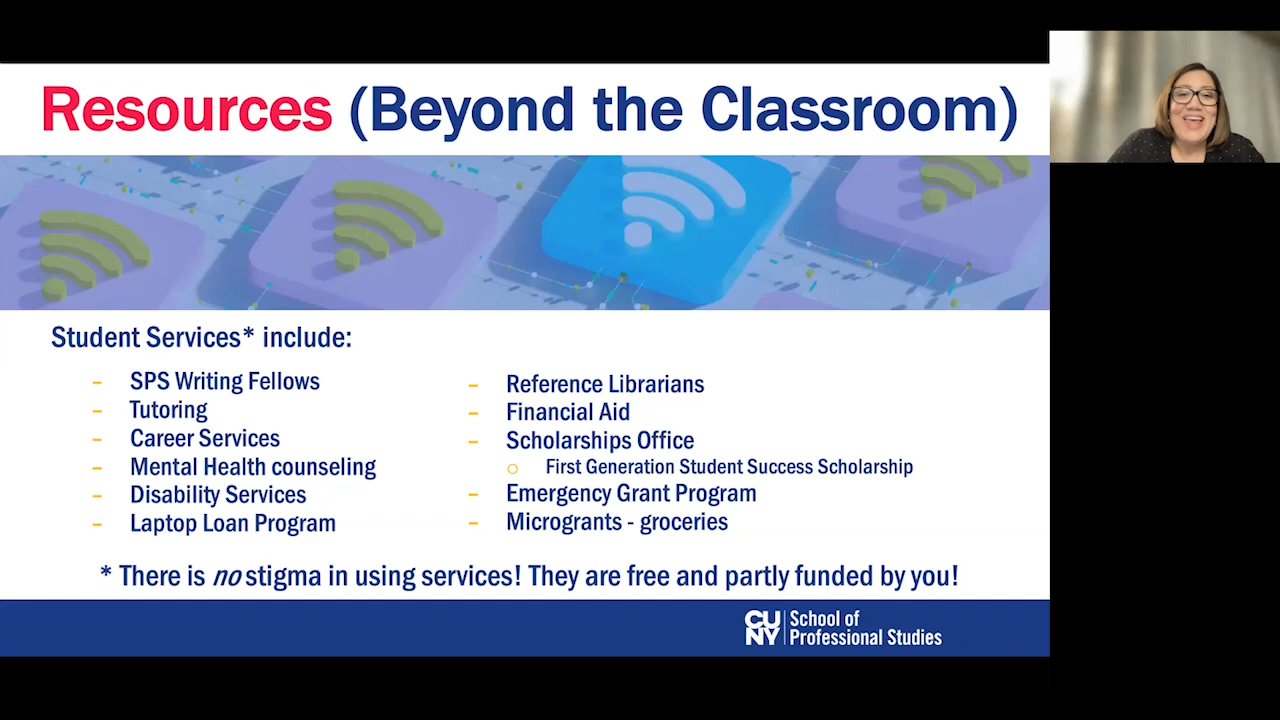 Resources (Beyond the Classroom)
Student Services* include:
- SPS Writing Fellows
- Tutoring
- Career Services
- Mental Health counseling
- Disability Services
- Laptop Loan Program
- Reference Librarians
- Financial Aid
- Scholarships Office
o First Generation Student Success Scholarship
- Emergency Grant Program
- Microgrants - groceries
* There is no stigma in using services! They are free and partly funded by you!
CU
NY
School of
Professional Studies